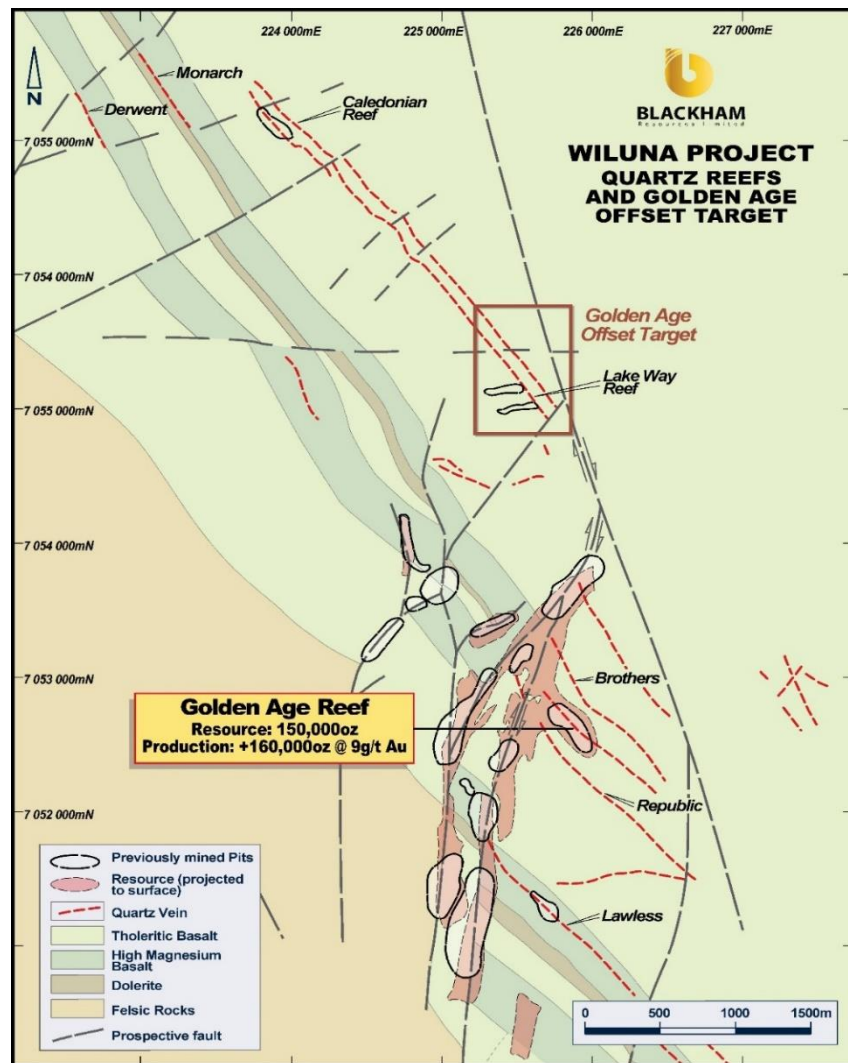 224 000mE
225 000mE
226 000mE
227 000mE
N
BLACKHAM
Resources Limited
WILUNA PROJECT
QUARTZ REEFS
AND GOLDEN AGE
OFFSET TARGET
Monarch
Derwent
Caledonian
Reef
7 055 000mN
7 054 000mN
Golden Age
Offset Target
Lake Way
Reef
7 055 000mN
7 054 000mN
7 053 000mN
Brothers
Golden Age Reef
Resource: 150,000oz
Production: +160,000oz @ 9g/t Au
Republic
7 052 000mN
Lawless
Previously mined Pits
Resource (projected
to surface)
Quartz Vein
Tholeritic Basalt
High Magnesium
Basalt
Dolerite
Felsic Rocks
Prospective fault
0 500 1000 1500m